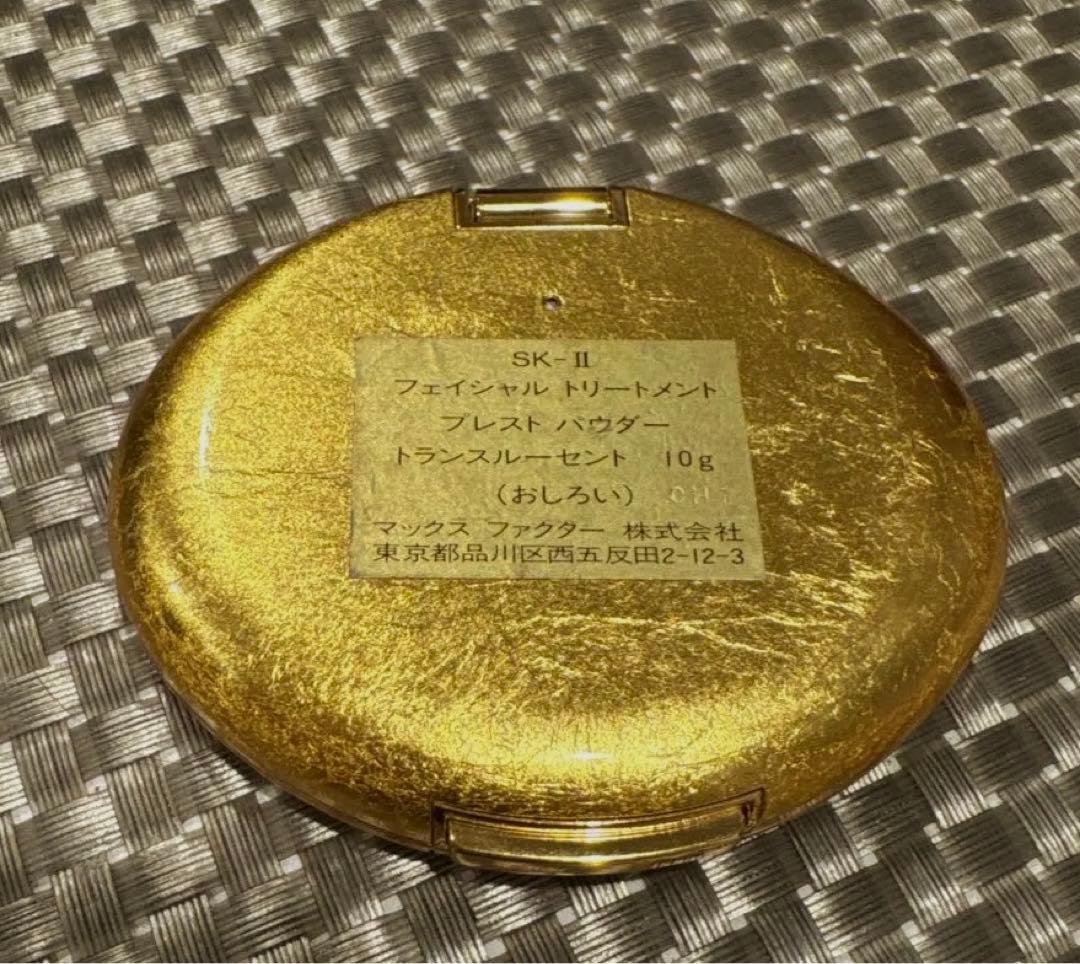 SK-II
フェイシャル トリートメント
プレスト パウダー
トランスルーセント 10g
(おしろい)
マックス ファクター 株式会社
東京都品川区西五反田2-12-3